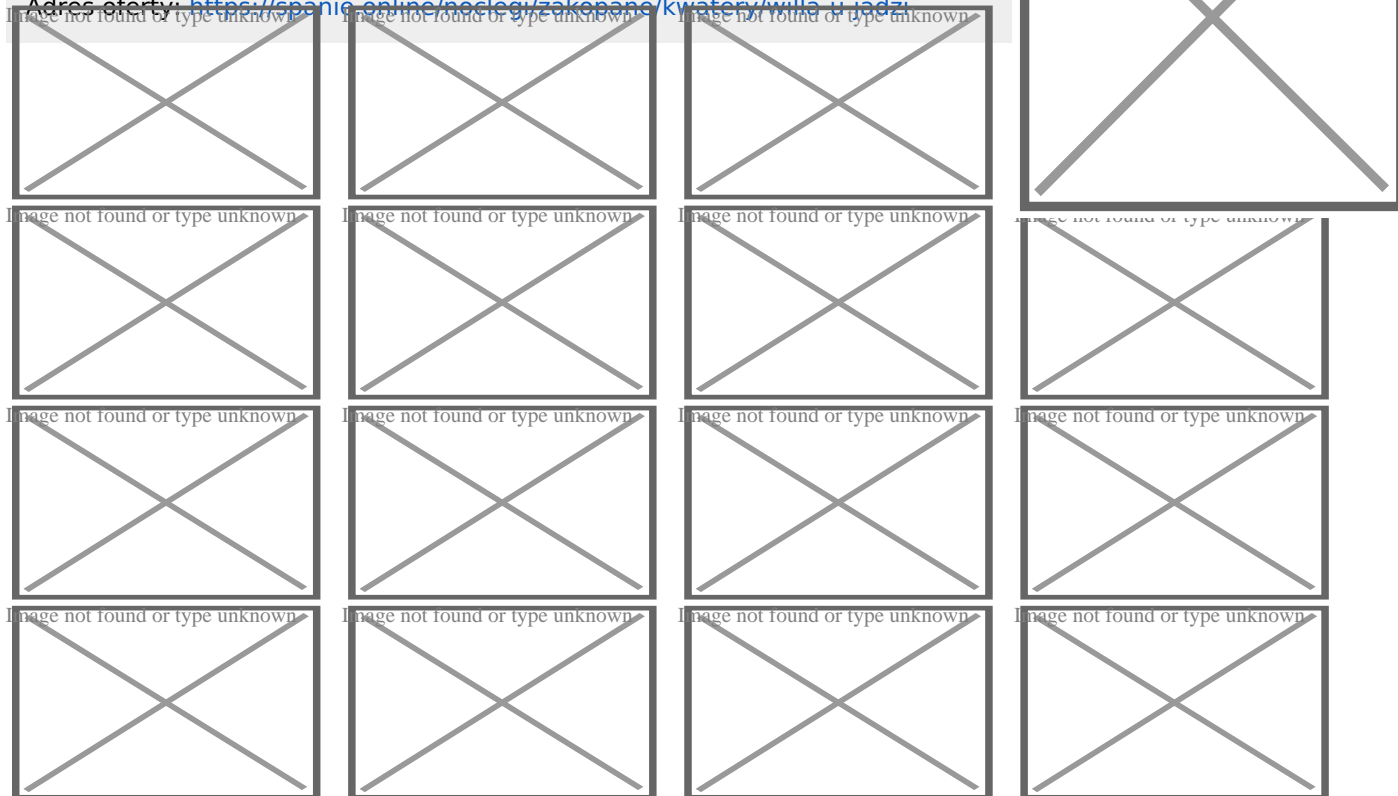 Adres oferty: https://spanie.online/noclegi/zakopane/kwatery/willa-u-jadzi
Image not found or type unknown Image not found or type unknown Image not found or type unknown
Image not found or type unknown Image not found or type unknown Image not found or type unknown Image not found or type unknown
Image not found or type unknown Image not found or type unknown Image not found or type unknown Image not found or type unknown
Image not found or type unknown Image not found or type unknown Image not found or type unknown Image not found or type unknown